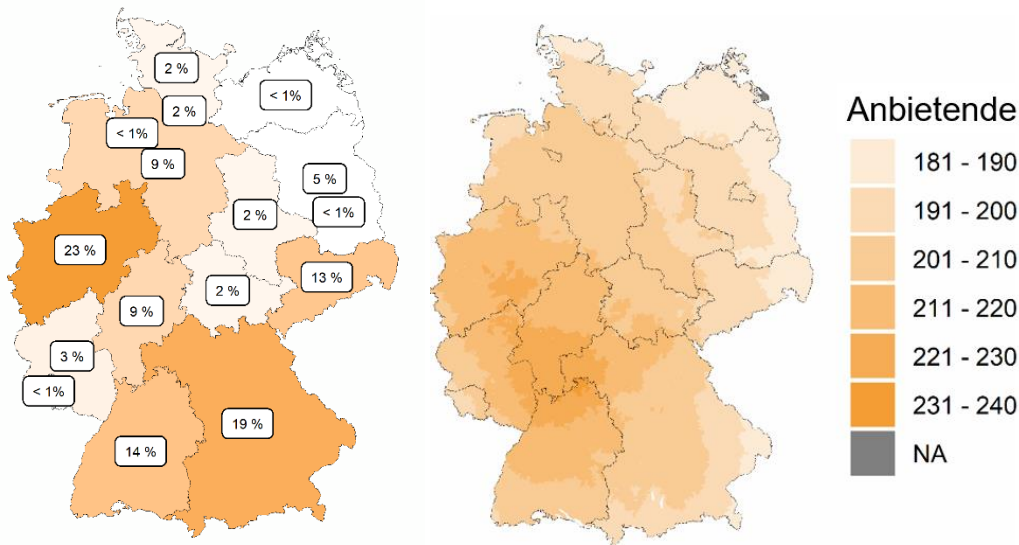 2 %
< 1%
2 %
< 1%
9 %
5 %
2 %
< 1%
23 %
13 %
2 %
9 %
3 %
< 1%
19 %
14 %
Anbietende
181 - 190
191 - 200
201 - 210
211 - 220
221 - 230
231 - 240
NA